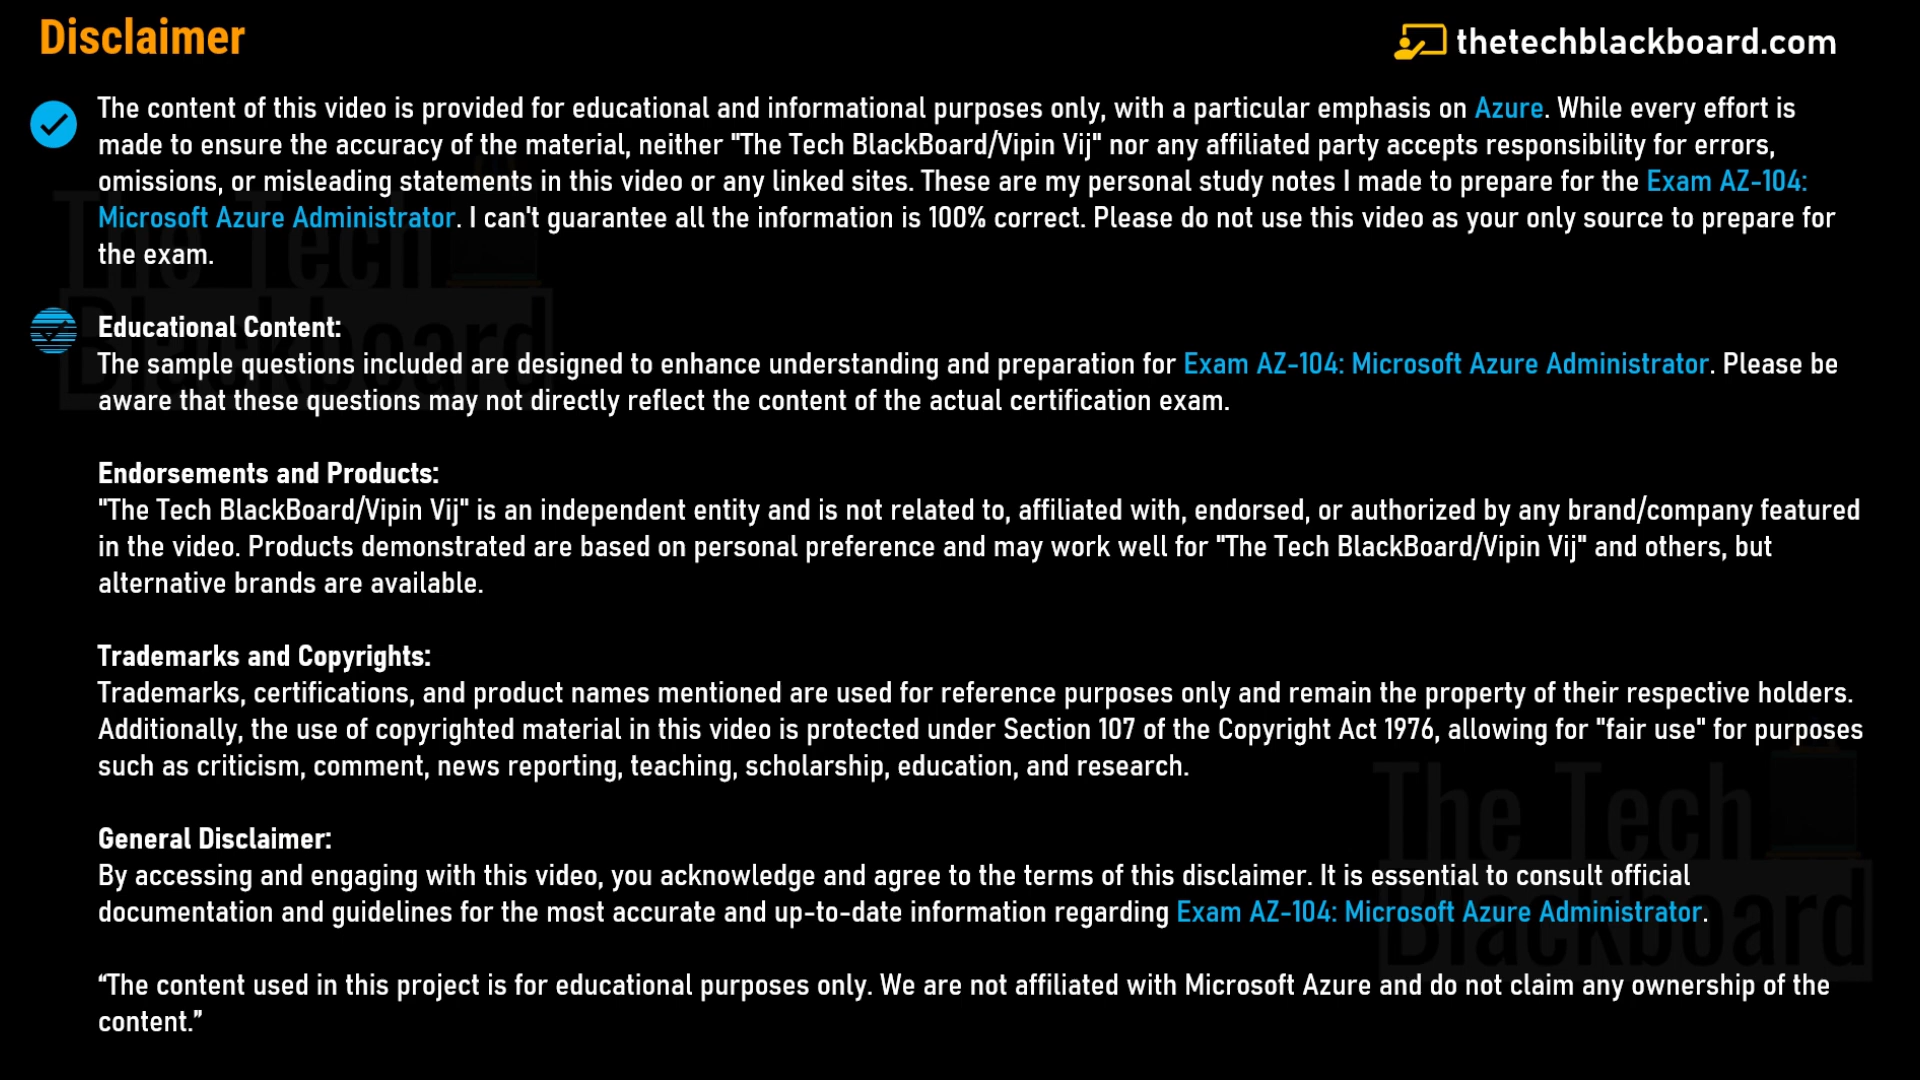 Disclaimer
thetechblackboard.com
The content of this video is provided for educational and informational purposes only, with a particular emphasis on Azure. While every effort is
made to ensure the accuracy of the material, neither "The Tech BlackBoard/Vipin Vij" nor any affiliated party accepts responsibility for errors,
omissions, or misleading statements in this video or any linked sites. These are my personal study notes I made to prepare for the Exam AZ-104:
Microsoft Azure Administrator. I can't guarantee all the information is 100% correct. Please do not use this video as your only source to prepare for
the exam.
Educational Content:
The sample questions included are designed to enhance understanding and preparation for Exam AZ-104: Microsoft Azure Administrator. Please be
aware that these questions may not directly reflect the content of the actual certification exam.
Endorsements and Products:
"The Tech BlackBoard/Vipin Vij" is an independent entity and is not related to, affiliated with, endorsed, or authorized by any brand/company featured
in the video. Products demonstrated are based on personal preference and may work well for "The Tech BlackBoard/Vipin Vij" and others, but
alternative brands are available.
Trademarks and Copyrights:
Trademarks, certifications, and product names mentioned are used for reference purposes only and remain the property of their respective holders.
Additionally, the use of copyrighted material in this video is protected under Section 107 of the Copyright Act 1976, allowing for "fair use" for purposes
such as criticism, comment, news reporting, teaching, scholarship, education, and research.
General Disclaimer:
By accessing and engaging with this video, you acknowledge and agree to the terms of this disclaimer. It is essential to consult official
documentation and guidelines for the most accurate and up-to-date information regarding Exam AZ-104: Microsoft Azure Administrator.
“The content used in this project is for educational purposes only. We are not affiliated with Microsoft Azure and do not claim any ownership of the
content.”
The Tech
Blackboard
The Tech
Blackboard